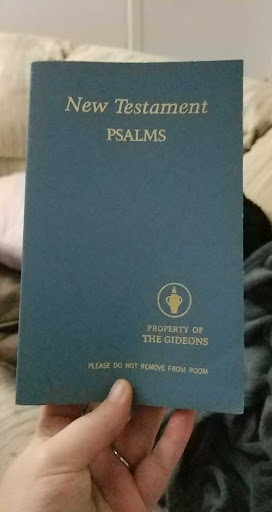 New Testament
PSALMS
PROPERTY OF
THE GIDEONS
PLEASE DO NOT REMOVE FROM ROOM